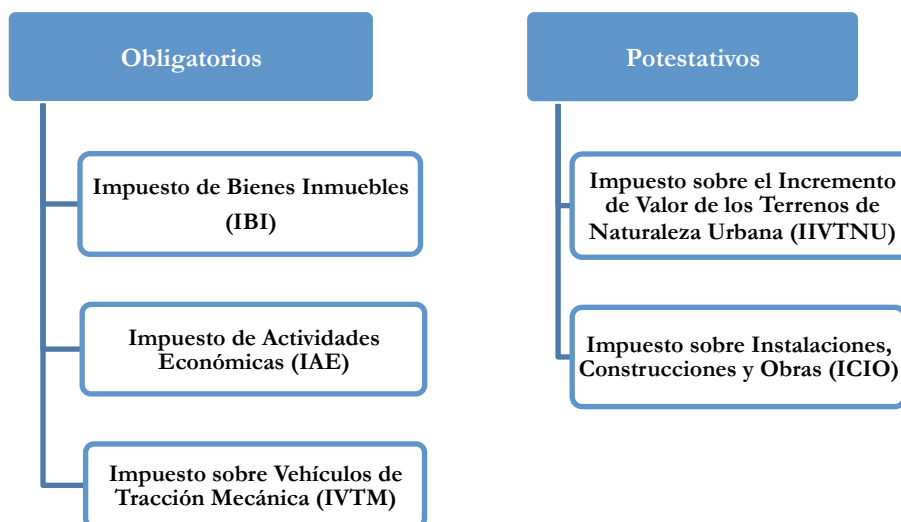 Obligatorios
Impuesto de Bienes Inmuebles
(IBI)
Impuesto de Actividades
Económicas (IAE)
Impuesto sobre Vehículos de
Tracción Mecánica (IVTM)
Potestativos
Impuesto sobre el Incremento
de Valor de los Terrenos de
Naturaleza Urbana (IIVTNU)
Impuesto sobre Instalaciones,
Construcciones y Obras (ICIO)